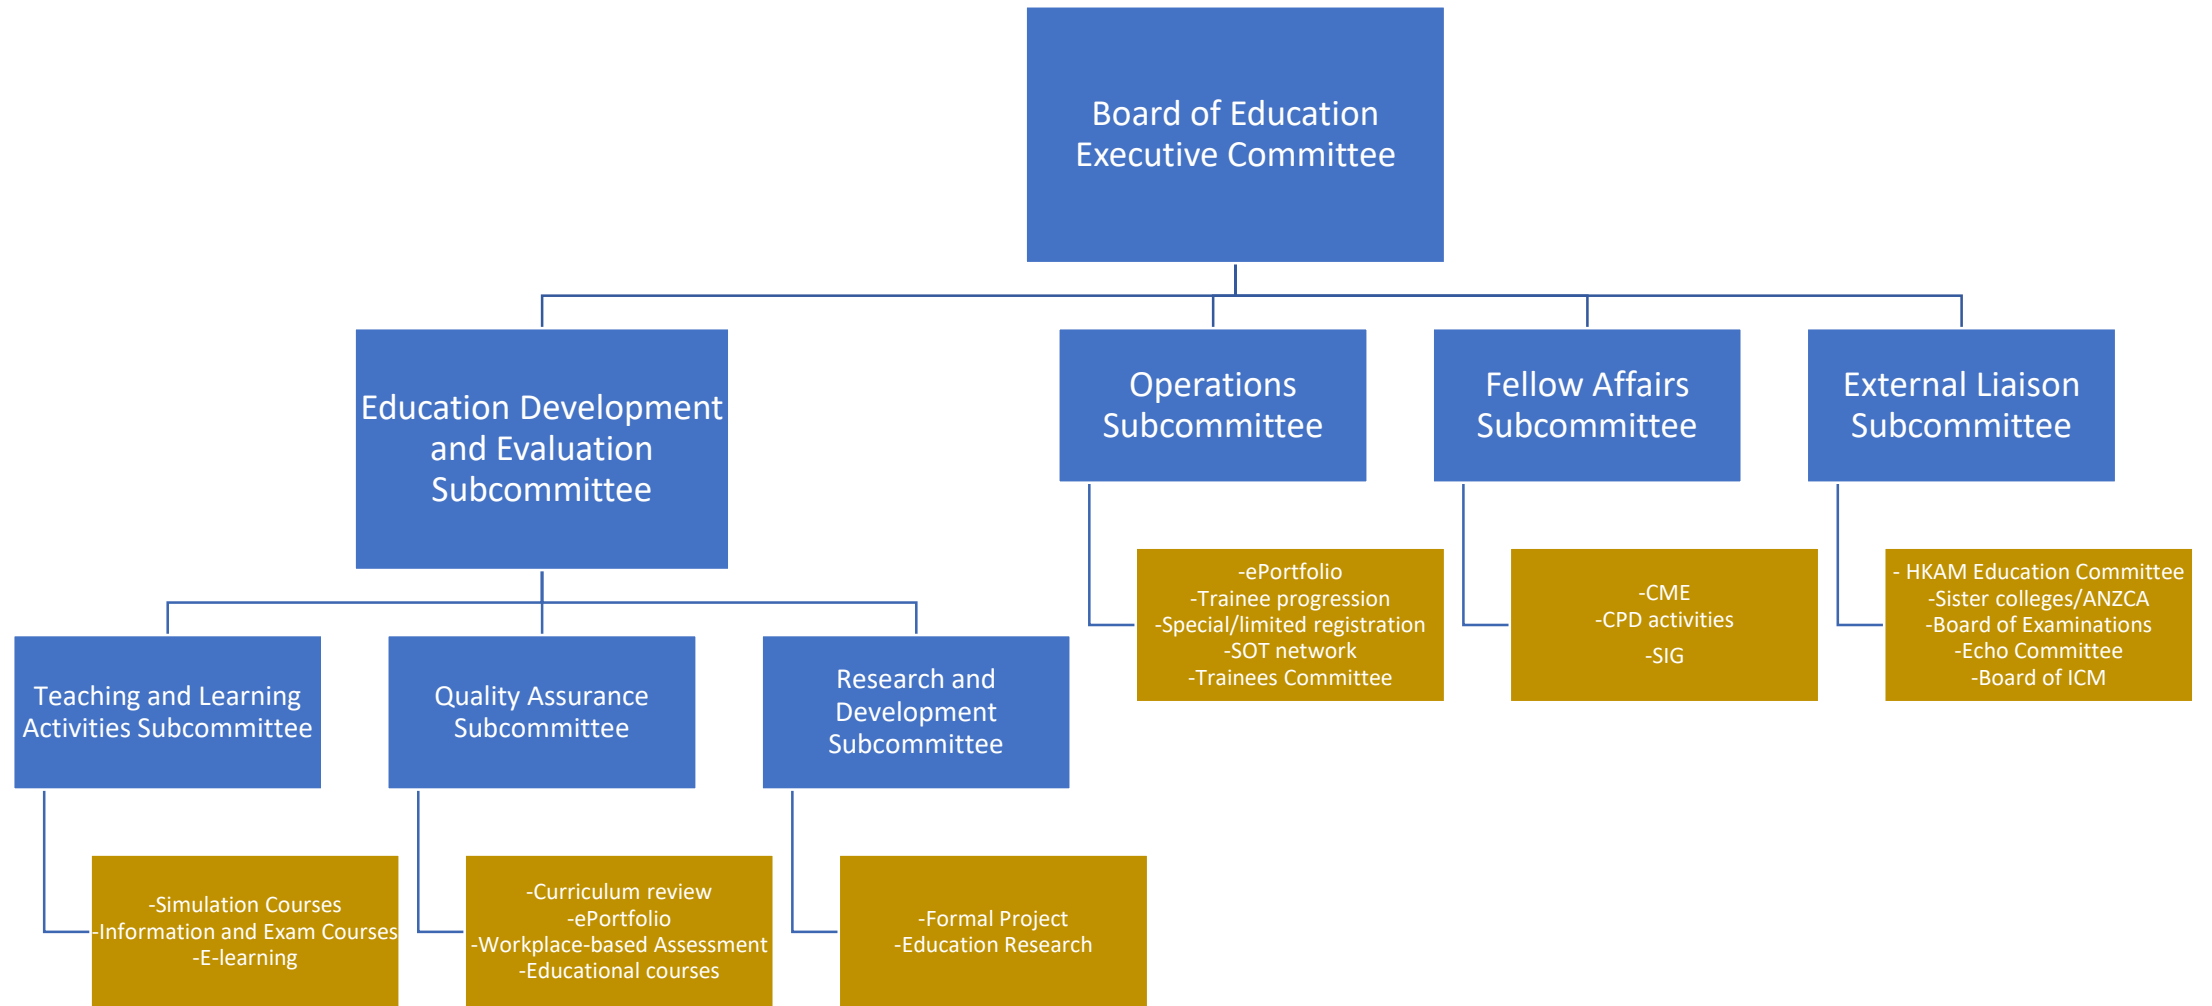 Board of Education
Executive Committee
Education Development
and Evaluation
Subcommittee
Operations
Subcommittee
Fellow Affairs
Subcommittee
External Liaison
Subcommittee
-ePortfolio
-Trainee progression
-Special/limited registration
-SOT network
-Trainees Committee
-CME
-CPD activities
-SIG
- HKAM Education Committee
-Sister colleges/ANZCA
-Board of Examinations
-Echo Committee
-Board of ICM
Teaching and Learning
Activities Subcommittee
Quality Assurance
Subcommittee
Research and
Development
Subcommittee
-Simulation Courses
-Information and Exam Courses
-E-learning
-Curriculum review
-ePortfolio
-Workplace-based Assessment
-Educational courses
-Formal Project
-Education Research